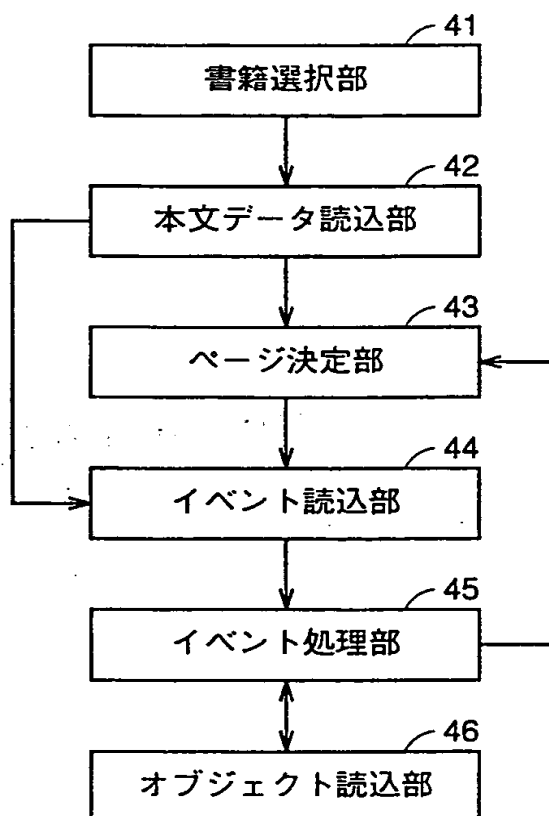 41
書籍選択部
42
本文データ読込部
43
ページ決定部
44
イベント読込部
45
イベント処理部
46
オブジェクト読込部